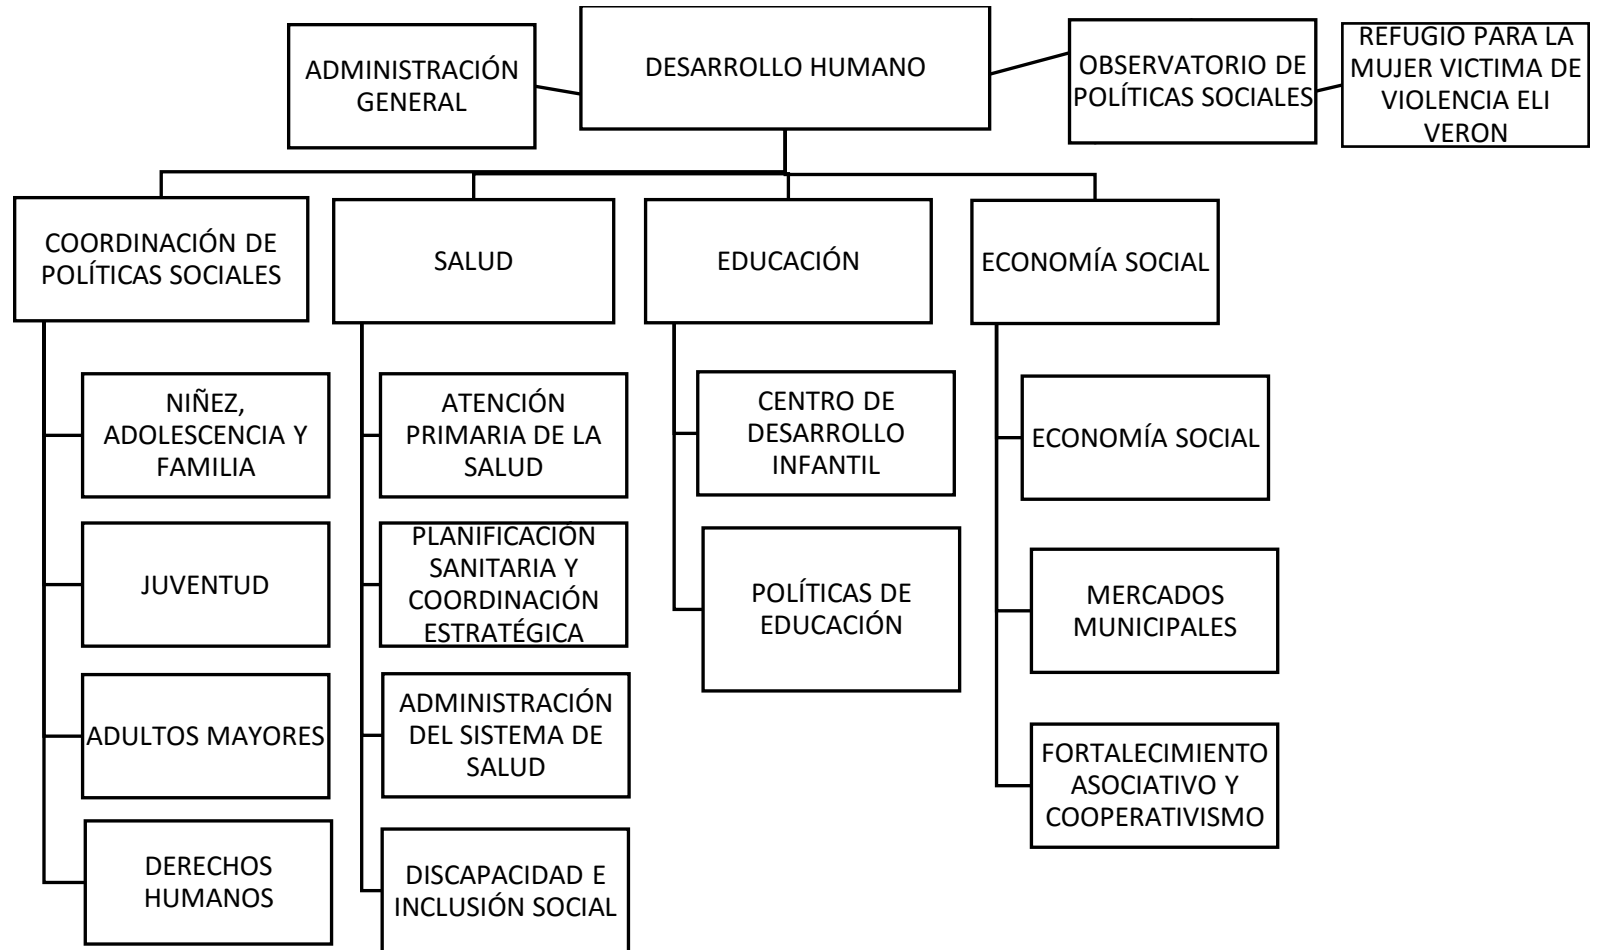 ADMINISTRACIÓN
GENERAL
DESARROLLO HUMANO
OBSERVATORIO DE
POLÍTICAS SOCIALES
REFUGIO PARA LA
MUJER VICTIMA DE
VIOLENCIA ELI
VERON
COORDINACIÓN DE
POLÍTICAS SOCIALES
SALUD
EDUCACIÓN
ECONOMÍA SOCIAL
NIÑEZ,
ADOLESCENCIA Y
FAMILIA
JUVENTUD
ADULTOS MAYORES
DERECHOS
HUMANOS
ATENCIÓN
PRIMARIA DE LA
SALUD
PLANIFICACIÓN
SANITARIA Y
COORDINACIÓN
ESTRATÉGICA
ADMINISTRACIÓN
DEL SISTEMA DE
SALUD
DISCAPACIDAD E
INCLUSIÓN SOCIAL
CENTRO DE
DESARROLLO
INFANTIL
POLÍTICAS DE
EDUCACIÓN
ECONOMÍA SOCIAL
MERCADOS
MUNICIPALES
FORTALECIMIENTO
ASOCIATIVO Y
COOPERATIVISMO